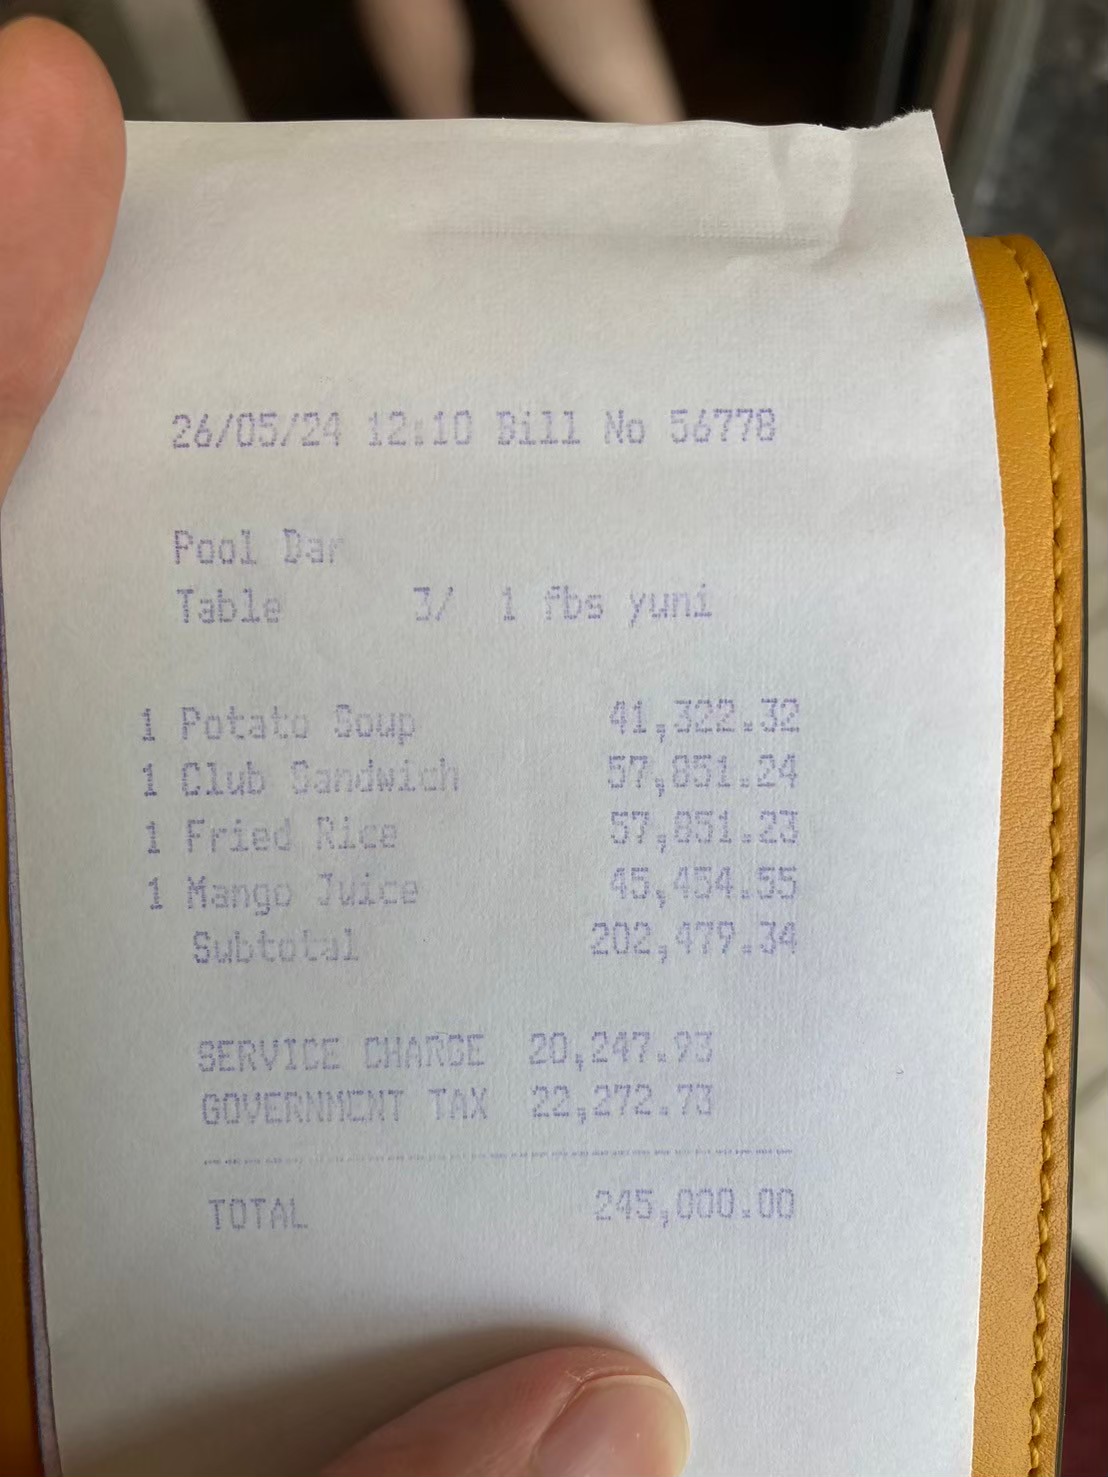 26/05/24 12:10 Bill No 56778
Pool Bar
Table 3/ 1 fbs yuni
1 Potato Soup 41,322.32
1 Club Sandwich 57,851.24
1 Fried Rice 57,851.23
1 Mango Juice 45,454.55
Subtotal 202,479.34
SERVICE CHARGE 20,247.93
GOVERNMENT TAX 22,272.73
TOTAL 245,000.00